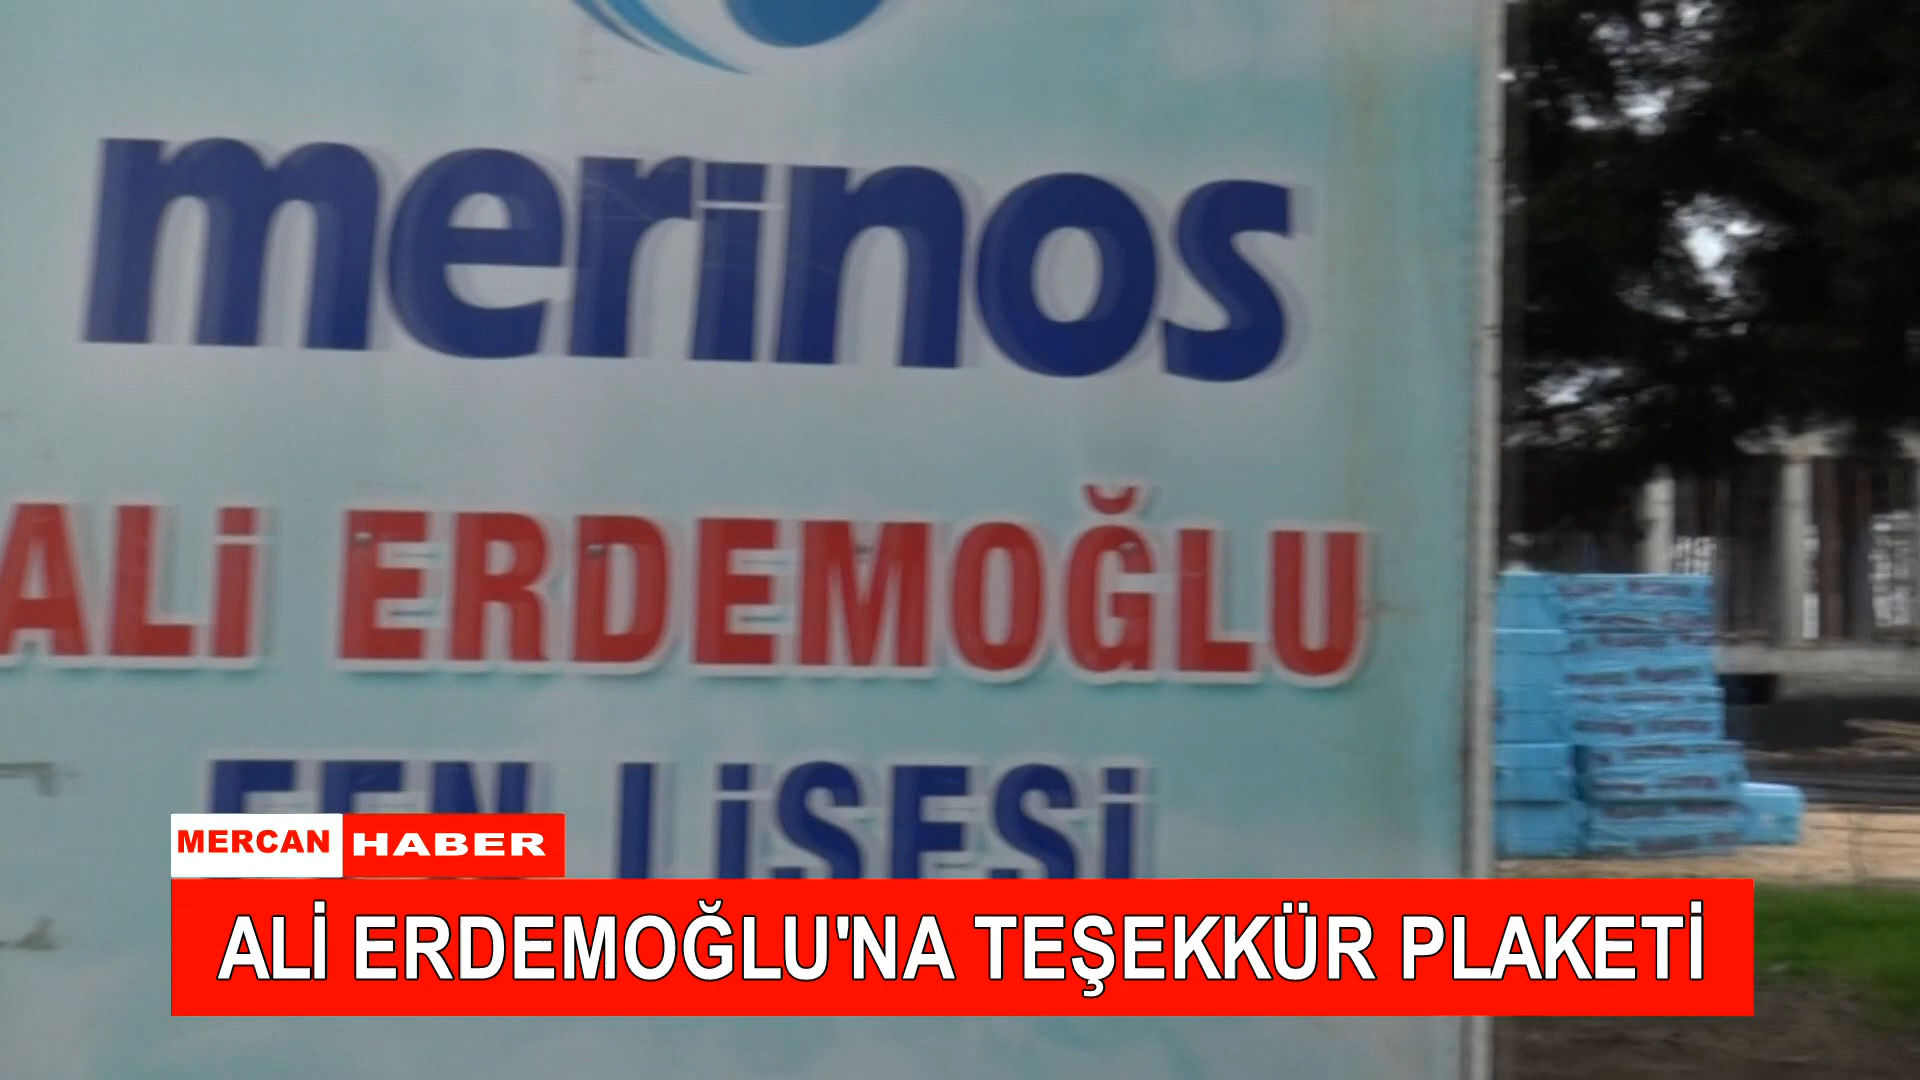 merinos
ALİ ERDEMOĞLU
FEN LİSESİ
MERCAN HABER
ALİ ERDEMOĞLU'NA TEŞEKKÜR PLAKETİ